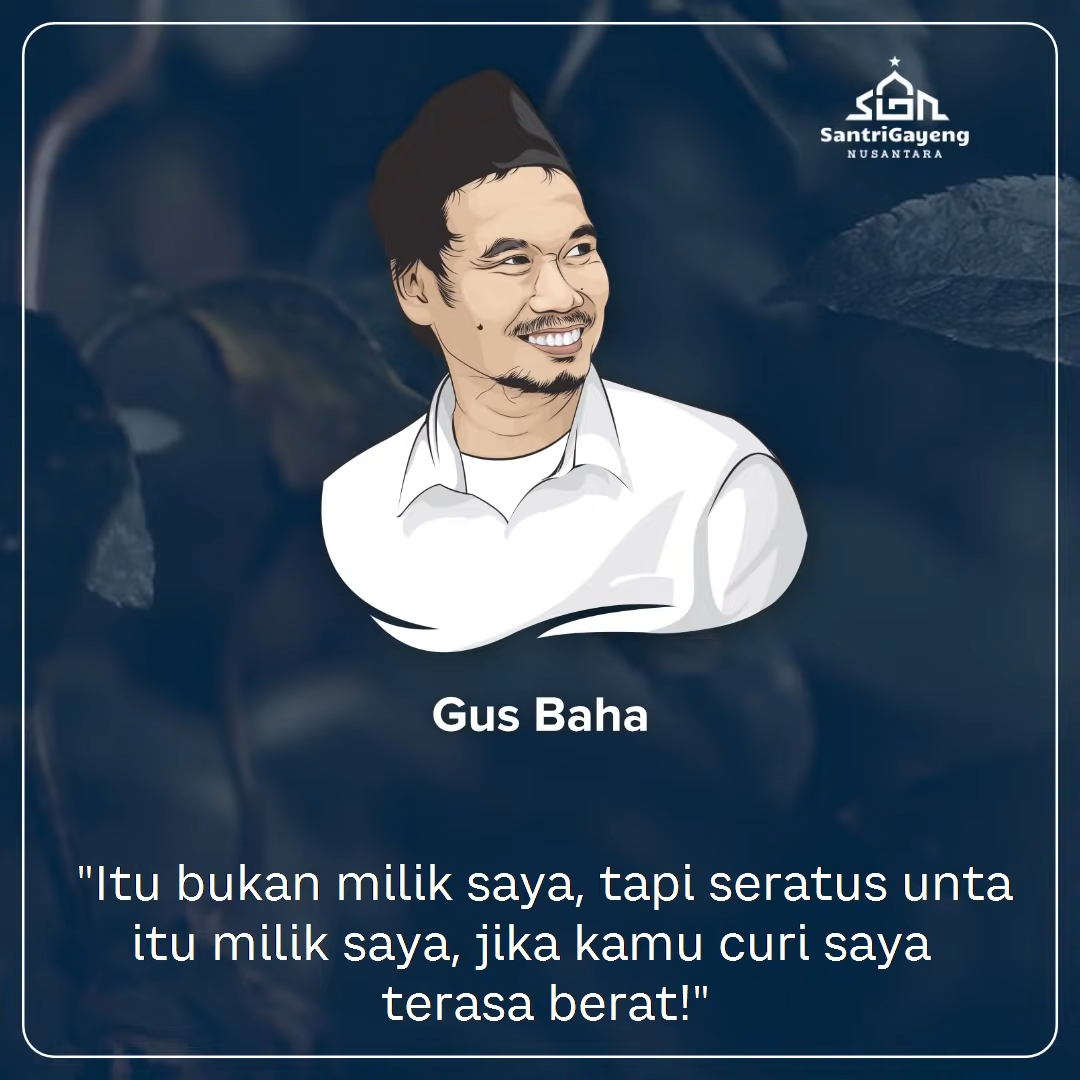 SIGN
SantriGayeng
NUSANTARA
Gus Baha
"Itu bukan milik saya, tapi seratus unta
itu milik saya, jika kamu curi saya
terasa berat!"